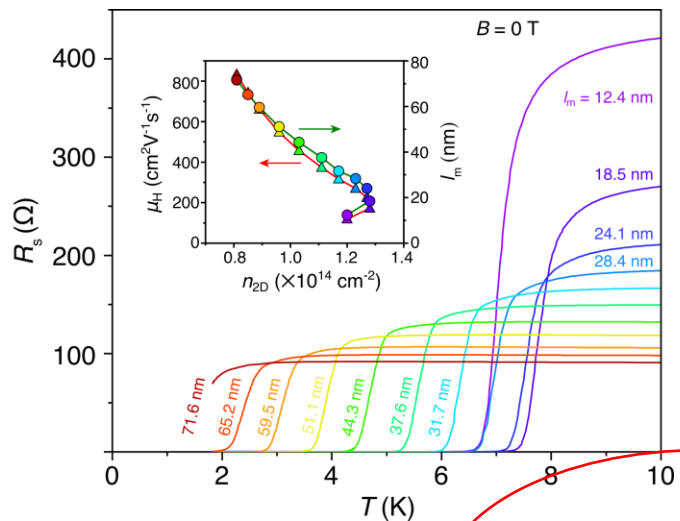 B = 0 T
lm = 12.4 nm
18.5 nm
24.1 nm
28.4 nm
71.6 nm
65.2 nm
59.5 nm
51.1 nm
44.3 nm
37.6 nm
31.7 nm
Rs (Ω)
400
300
200
100
0
2
4
6
8
10
T (K)
μH (cm²V⁻¹s⁻¹)
800
600
400
200
0
80
60
40
20
0
lm (nm)
0.8
1.0
1.2
1.4
n2D (×10¹⁴ cm⁻²)